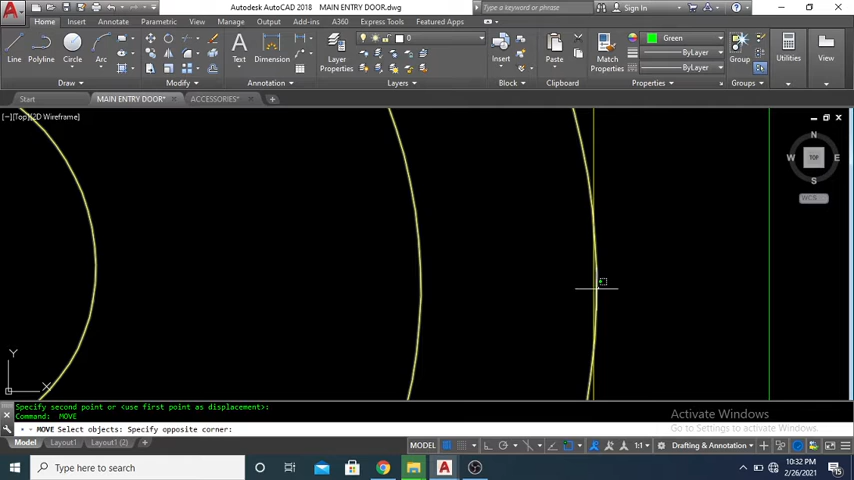 Autodesk AutoCAD 2018 MAIN ENTRY DOOR.dwg
Type a keyword or phrase
Sign In
Home Insert Annotate Parametric View Manage Output Add-ins A360 Express Tools Featured Apps
Line Polyline Circle Arc Text Dimension Layer Properties 0 Insert Paste Match Properties Green ByLayer ByLayer Group Utilities View
Draw Modify Annotation Layers Block Clipboard Properties Groups
Start MAIN ENTRY DOOR* ACCESSORIES*
[−][Top][2D Wireframe]
N
W TOP E
S
WCS
Y
X
Specify second point or <use first point as displacement>:
Command: MOVE
MOVE Select objects: Specify opposite corner:
Activate Windows
Go to Settings to activate Windows.
Model Layout1 Layout1 (2) +
MODEL 1:1 Drafting & Annotation
Type here to search
10:32 PM
2/26/2021
15